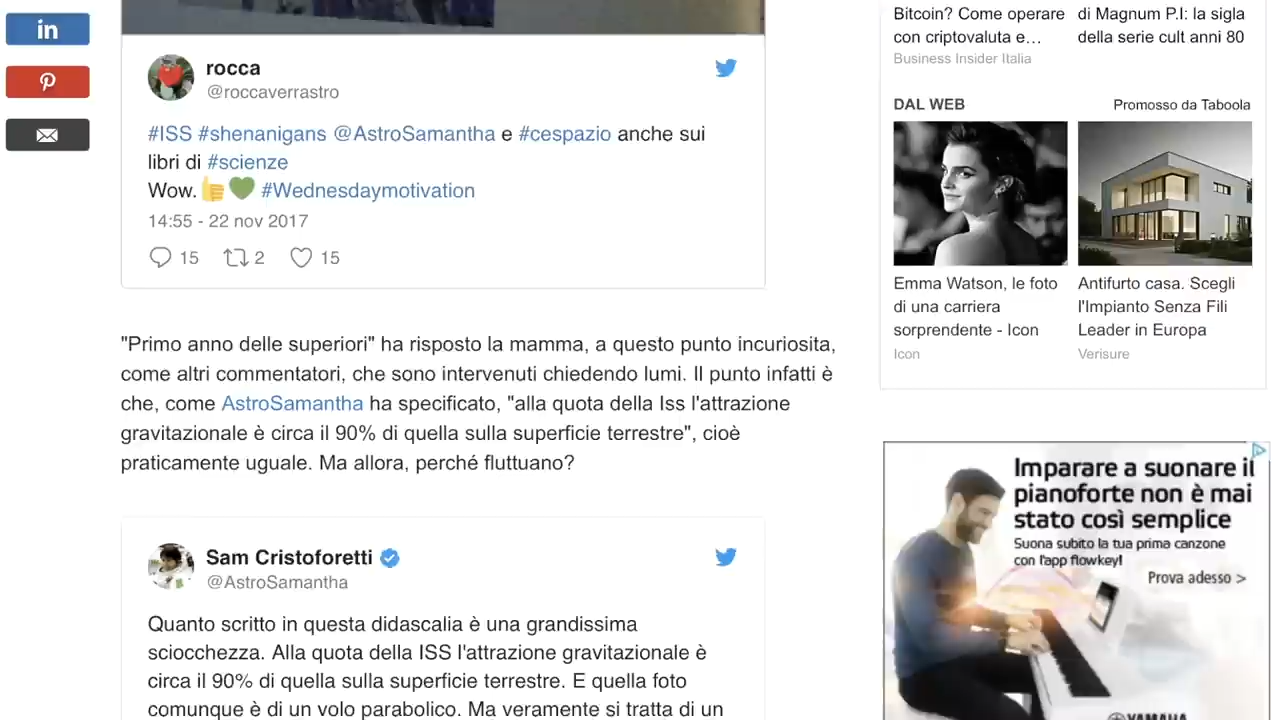 in
rocca
@roccaverrastro
#ISS #shenanigans @AstroSamantha e #cespazio anche sui
libri di #scienze
Wow.👍💚 #Wednesdaymotivation
14:55 - 22 nov 2017
15 2 15
"Primo anno delle superiori" ha risposto la mamma, a questo punto incuriosita,
come altri commentatori, che sono intervenuti chiedendo lumi. Il punto infatti è
che, come AstroSamantha ha specificato, "alla quota della Iss l'attrazione
gravitazionale è circa il 90% di quella sulla superficie terrestre", cioè
praticamente uguale. Ma allora, perché fluttuano?
Sam Cristoforetti
@AstroSamantha
Quanto scritto in questa didascalia è una grandissima
sciocchezza. Alla quota della ISS l'attrazione gravitazionale è
circa il 90% di quella sulla superficie terrestre. E quella foto
comunque è di un volo parabolico. Ma veramente si tratta di un
Bitcoin? Come operare
con criptovaluta e…
Business Insider Italia
di Magnum P.I: la sigla
della serie cult anni 80
DAL WEB
Promosso da Taboola
Emma Watson, le foto
di una carriera
sorprendente - Icon
Icon
Antifurto casa. Scegli
l'Impianto Senza Fili
Leader in Europa
Verisure
Imparare a suonare il
pianoforte non è mai
stato così semplice
Suona subito la tua prima canzone
con l'app flowkey!
Prova adesso >
YAMAHA